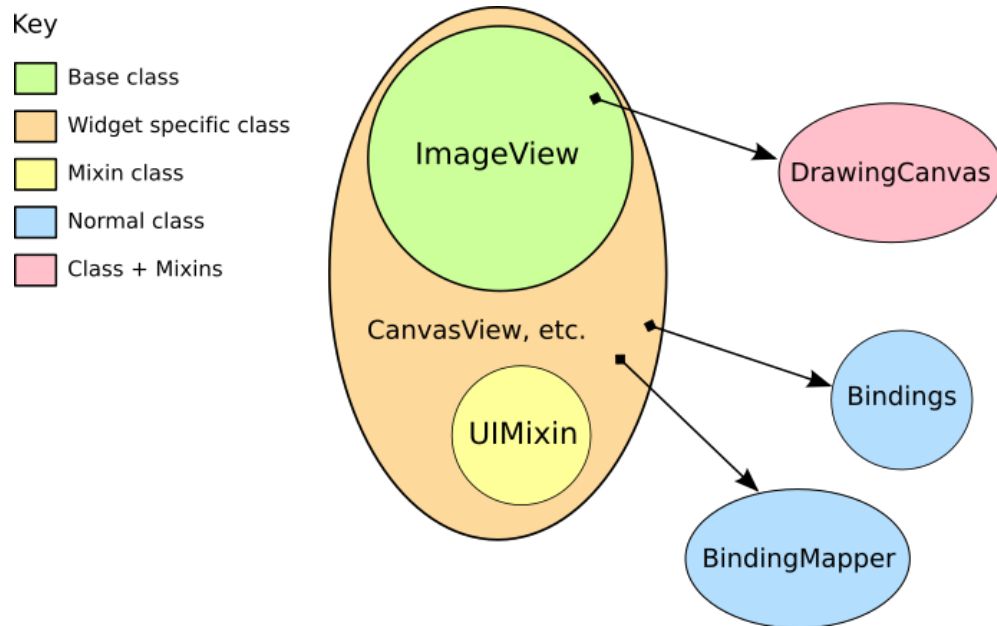 Key
Base class
Widget specific class
Mixin class
Normal class
Class + Mixins
ImageView
DrawingCanvas
CanvasView, etc.
Bindings
UIMixin
BindingMapper